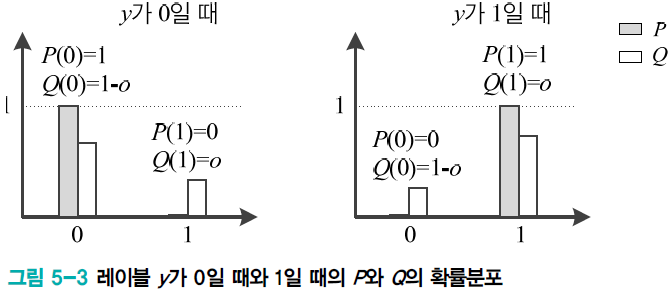 y가 0일 때
P(0)=1
Q(0)=1-o
1
P(1)=0
Q(1)=o
0 1
y가 1일 때
P(1)=1
Q(1)=o
1
P(0)=0
Q(0)=1-o
0 1
P
Q
그림 5-3 레이블 y가 0일 때와 1일 때의 P와 Q의 확률분포